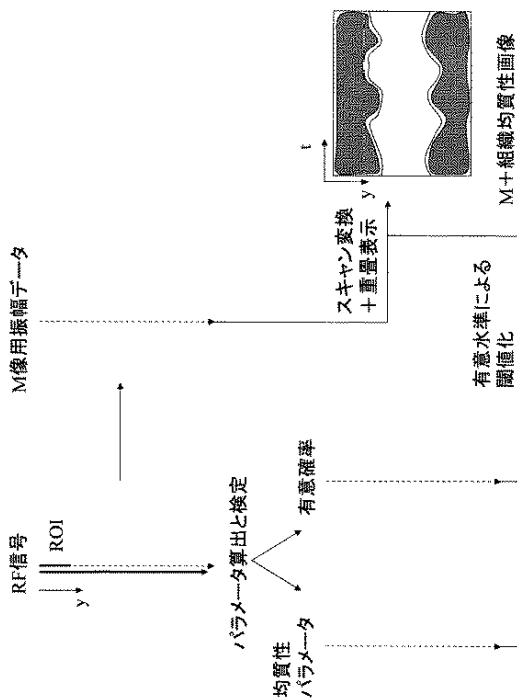 RF信号
ROI
y
M像用振幅データ
パラメータ算出と検定
均質性
パラメータ
有意確率
スキャン変換
＋重畳表示
有意水準による
閾値化
t
y
M＋組織均質性画像